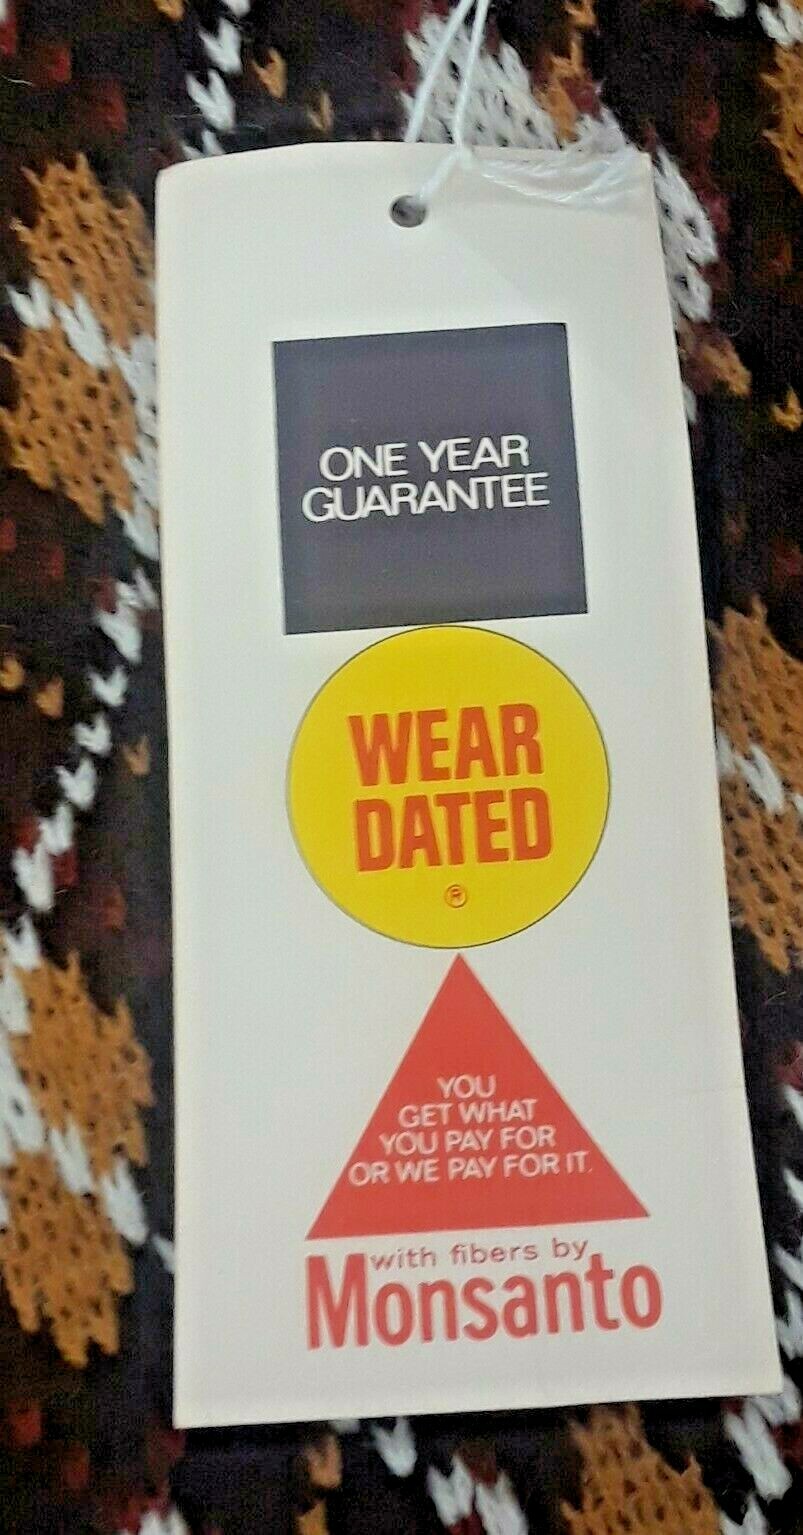 ONE YEAR
GUARANTEE
WEAR
DATED
®
YOU
GET WHAT
YOU PAY FOR
OR WE PAY FOR IT.
with fibers by
Monsanto